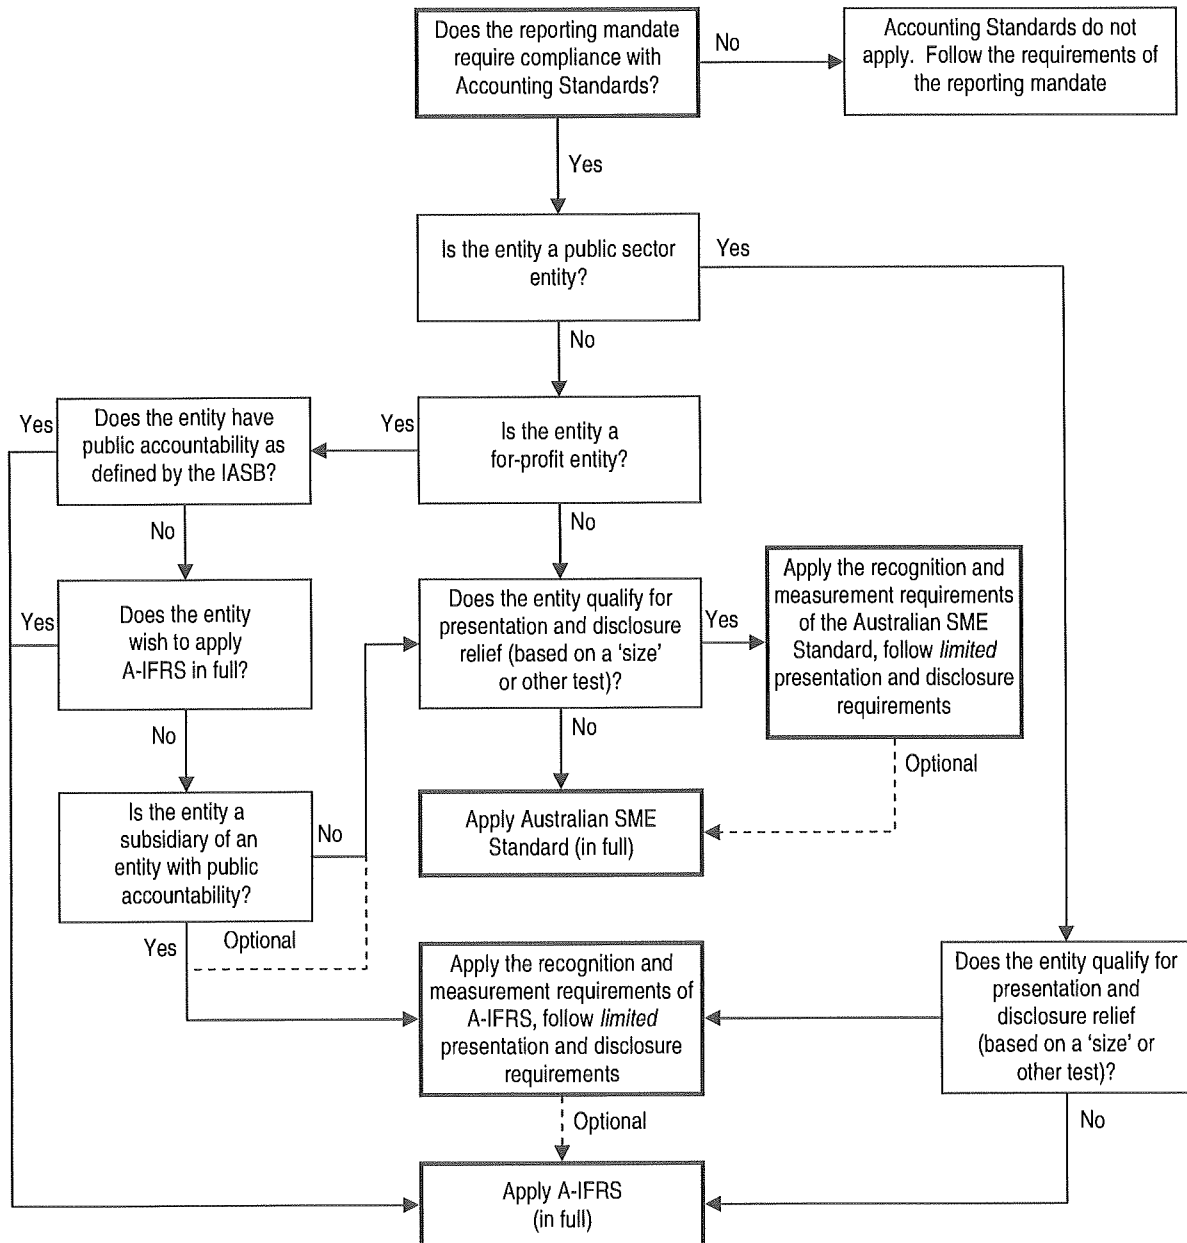 Does the reporting mandate
require compliance with
Accounting Standards?
No
Accounting Standards do not
apply. Follow the requirements of
the reporting mandate
Yes
Is the entity a public sector
entity?
Yes
No
Yes
Does the entity have
public accountability as
defined by the IASB?
Yes
Is the entity a
for-profit entity?
No
No
Yes
Does the entity
wish to apply
A-IFRS in full?
Does the entity qualify for
presentation and disclosure
relief (based on a ‘size’
or other test)?
Yes
Apply the recognition and
measurement requirements
of the Australian SME
Standard, follow limited
presentation and disclosure
requirements
No
No
Optional
Is the entity a
subsidiary of an
entity with public
accountability?
No
Apply Australian SME
Standard (in full)
Yes
Optional
Apply the recognition and
measurement requirements of
A-IFRS, follow limited
presentation and disclosure
requirements
Does the entity qualify for
presentation and
disclosure relief
(based on a ‘size’ or
other test)?
Optional
No
Apply A-IFRS
(in full)